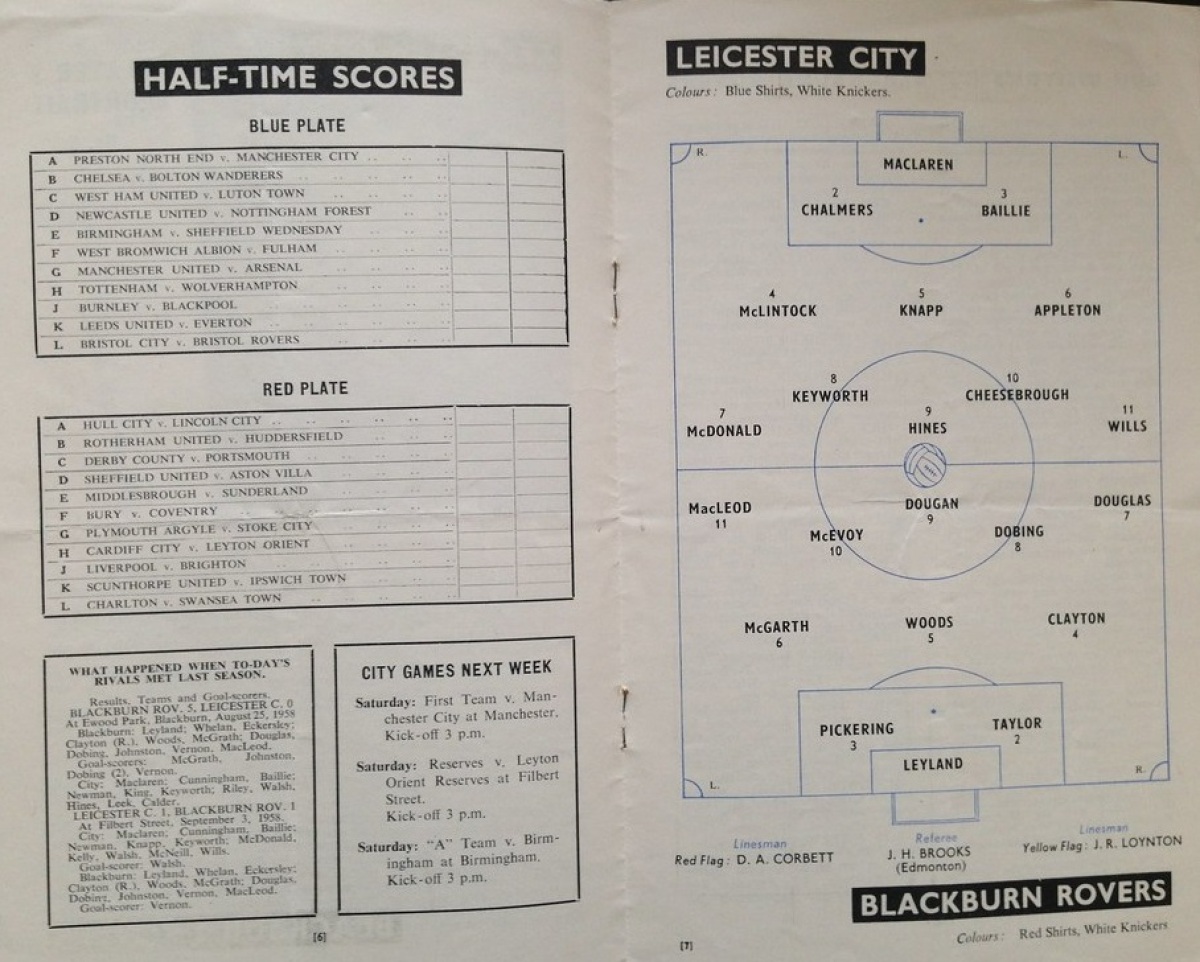 HALF-TIME SCORES
BLUE PLATE
A PRESTON NORTH END v. MANCHESTER CITY
B CHELSEA v. BOLTON WANDERERS
C WEST HAM UNITED v. LUTON TOWN
D NEWCASTLE UNITED v. NOTTINGHAM FOREST
E BIRMINGHAM v. SHEFFIELD WEDNESDAY
F WEST BROMWICH ALBION v. FULHAM
G MANCHESTER UNITED v. ARSENAL
H TOTTENHAM v. WOLVERHAMPTON
J BURNLEY v. BLACKPOOL
K LEEDS UNITED v. EVERTON
L BRISTOL CITY v. BRISTOL ROVERS
RED PLATE
A HULL CITY v. LINCOLN CITY
B ROTHERHAM UNITED v. HUDDERSFIELD
C DERBY COUNTY v. PORTSMOUTH
D SHEFFIELD UNITED v. ASTON VILLA
E MIDDLESBROUGH v. SUNDERLAND
F BURY v. COVENTRY
G PLYMOUTH ARGYLE v. STOKE CITY
H CARDIFF CITY v. LEYTON ORIENT
J LIVERPOOL v. BRIGHTON
K SCUNTHORPE UNITED v. IPSWICH TOWN
L CHARLTON v. SWANSEA TOWN
WHAT HAPPENED WHEN TO-DAY'S
RIVALS MET LAST SEASON.
Results, Teams and Goal-scorers.
BLACKBURN ROV. 5, LEICESTER C. 0
At Ewood Park, Blackburn, August 25, 1958
Blackburn: Leyland; Whelan, Eckersley;
Clayton (R.), Woods, McGrath; Douglas,
Dobing, Johnston, Vernon, MacLeod.
Goal-scorers: McGrath, Johnston,
Dobing (2), Vernon.
City: Maclaren; Cunningham, Baillie;
Newman, King, Keyworth; Riley, Walsh,
Hines, Leek, Calder.
LEICESTER C. 1, BLACKBURN ROV. 1
At Filbert Street, September 3, 1958.
City: Maclaren; Cunningham, Baillie;
Newman, Knapp, Keyworth; McDonald,
Kelly, Walsh, McNeill, Wills.
Goal-scorer: Walsh.
Blackburn: Leyland, Whelan, Eckersley;
Clayton (R.), Woods, McGrath; Douglas,
Dobing, Johnston, Vernon, MacLeod.
Goal-scorer: Vernon.
CITY GAMES NEXT WEEK
Saturday: First Team v. Man-
chester City at Manchester.
Kick-off 3 p.m.
Saturday: Reserves v. Leyton
Orient Reserves at Filbert
Street.
Kick-off 3 p.m.
Saturday: "A" Team v. Birm-
ingham at Birmingham.
Kick-off 3 p.m.
[6]
LEICESTER CITY
Colours: Blue Shirts, White Knickers.
R. L.
MACLAREN
2 3
CHALMERS BAILLIE
4 5 6
McLINTOCK KNAPP APPLETON
8 10
KEYWORTH CHEESEBROUGH
7 9 11
McDONALD HINES WILLS
MacLEOD DOUGAN DOUGLAS
11 9 7
McEVOY DOBING
10 8
McGARTH WOODS CLAYTON
6 5 4
PICKERING TAYLOR
3 2
LEYLAND
L. R.
Linesman Referee Linesman
Red Flag: D. A. CORBETT J. H. BROOKS Yellow Flag: J. R. LOYNTON
(Edmonton)
BLACKBURN ROVERS
Colours: Red Shirts, White Knickers
[7]